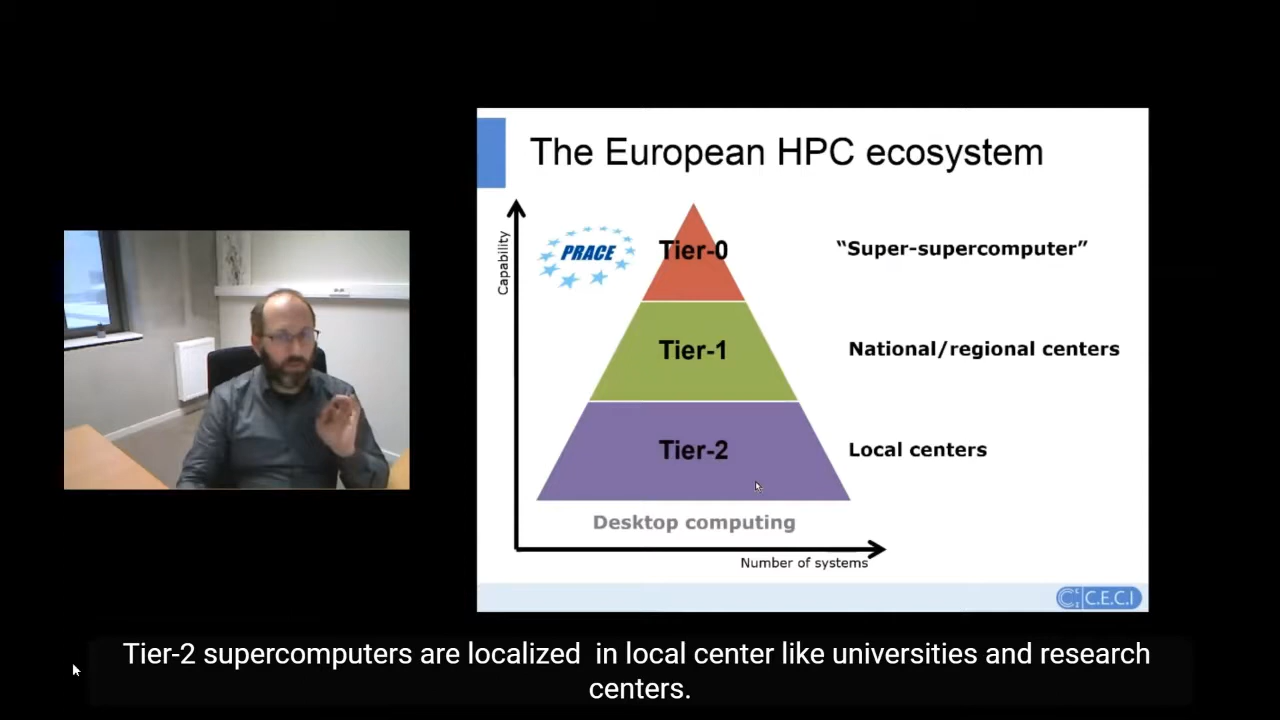 The European HPC ecosystem
Capability
PRACE
Tier-0
“Super-supercomputer”
Tier-1
National/regional centers
Tier-2
Local centers
Desktop computing
Number of systems
C.E.C.I
Tier-2 supercomputers are localized in local center like universities and research
centers.